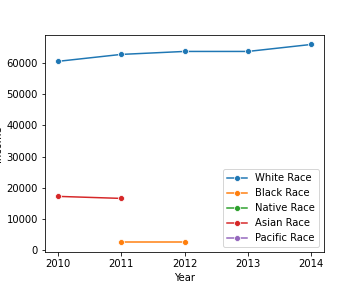 60000
50000
40000
30000
20000
10000
0
2010 2011 2012 2013 2014
Year
White Race
Black Race
Native Race
Asian Race
Pacific Race